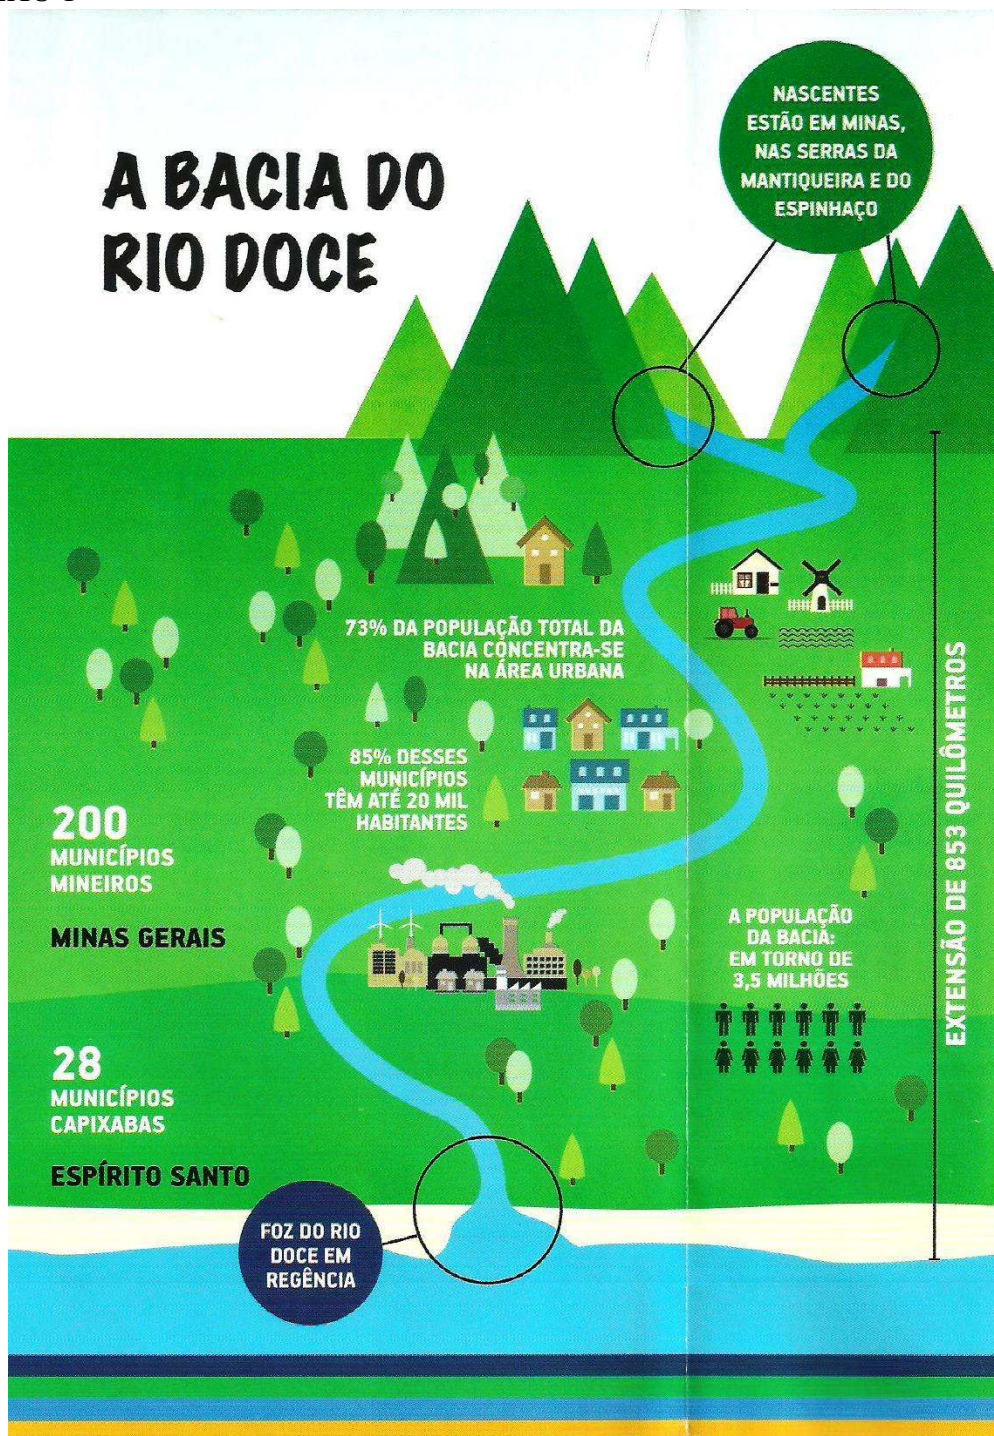 A BACIA DO
RIO DOCE
NASCENTES
ESTÃO EM MINAS,
NAS SERRAS DA
MANTIQUEIRA E DO
ESPINHAÇO
73% DA POPULAÇÃO TOTAL DA
BACIA CONCENTRA-SE
NA ÁREA URBANA
85% DESSES
MUNICÍPIOS
TÊM ATÉ 20 MIL
HABITANTES
200
MUNICÍPIOS
MINEIROS
MINAS GERAIS
A POPULAÇÃO
DA BACIA:
EM TORNO DE
3,5 MILHÕES
EXTENSÃO DE 853 QUILÔMETROS
28
MUNICÍPIOS
CAPIXABAS
ESPÍRITO SANTO
FOZ DO RIO
DOCE EM
REGÊNCIA